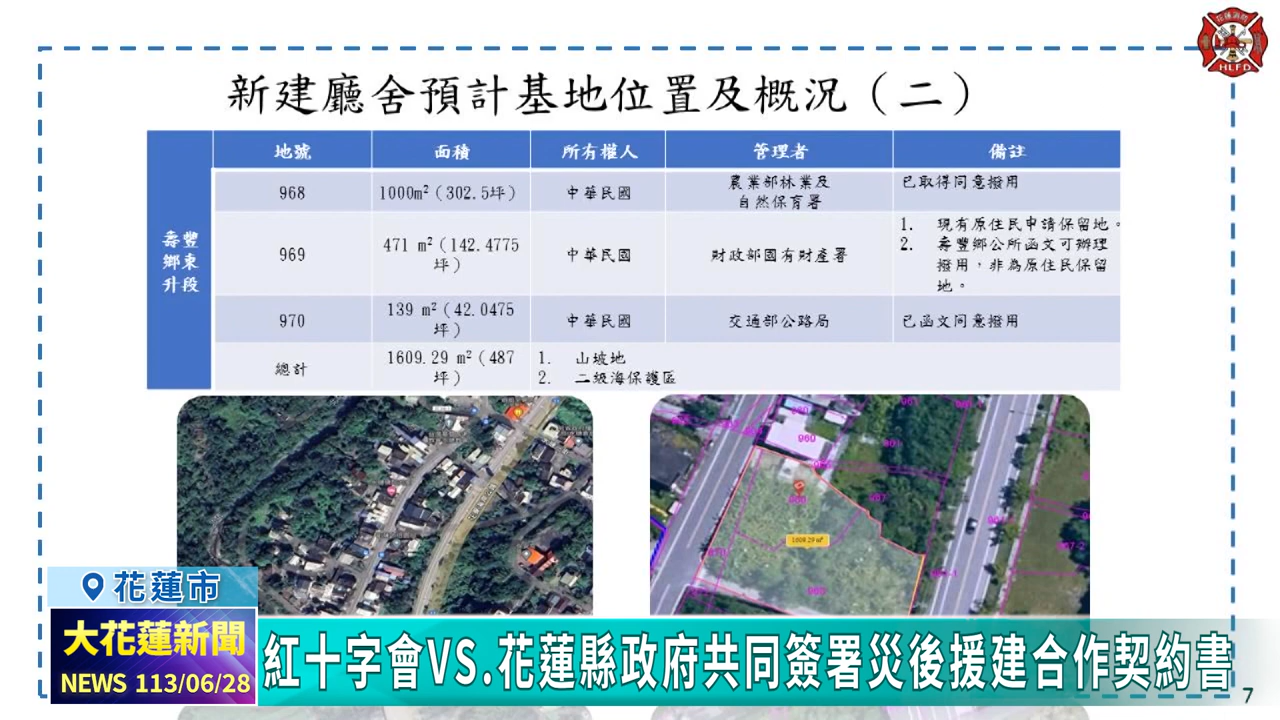 花蓮消防
HLFD
新建廳舍預計基地位置及概況（二）
地號 面積 所有權人 管理者 備註
壽豐
鄉東
升段
968 1000m²（302.5坪） 中華民國 農業部林業及
自然保育署 已取得同意撥用
969 471 m²（142.4775
坪） 中華民國 財政部國有財產署 1. 現有原住民申請保留地。
2. 壽豐鄉公所函文可辦理
撥用，非為原住民保留
地。
970 139 m²（42.0475
坪） 中華民國 交通部公路局 已函文同意撥用
總計 1609.29 m²（487
坪） 1. 山坡地
2. 二級海保護區
花蓮市
大花蓮新聞
NEWS 113/06/28
紅十字會VS.花蓮縣政府共同簽署災後援建合作契約書
7